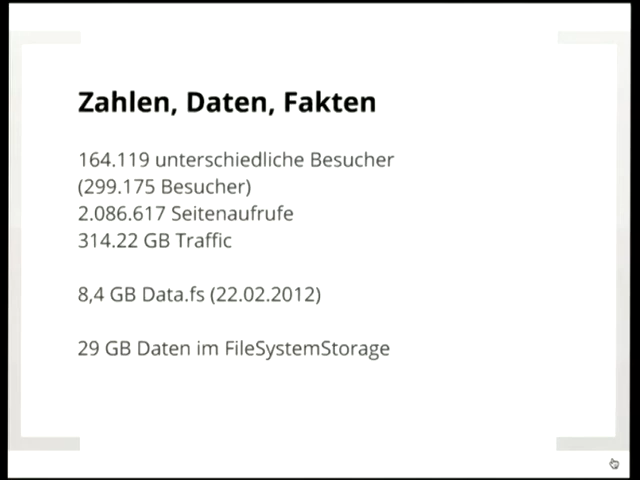 Zahlen, Daten, Fakten
164.119 unterschiedliche Besucher
(299.175 Besucher)
2.086.617 Seitenaufrufe
314.22 GB Traffic
8,4 GB Data.fs (22.02.2012)
29 GB Daten im FileSystemStorage